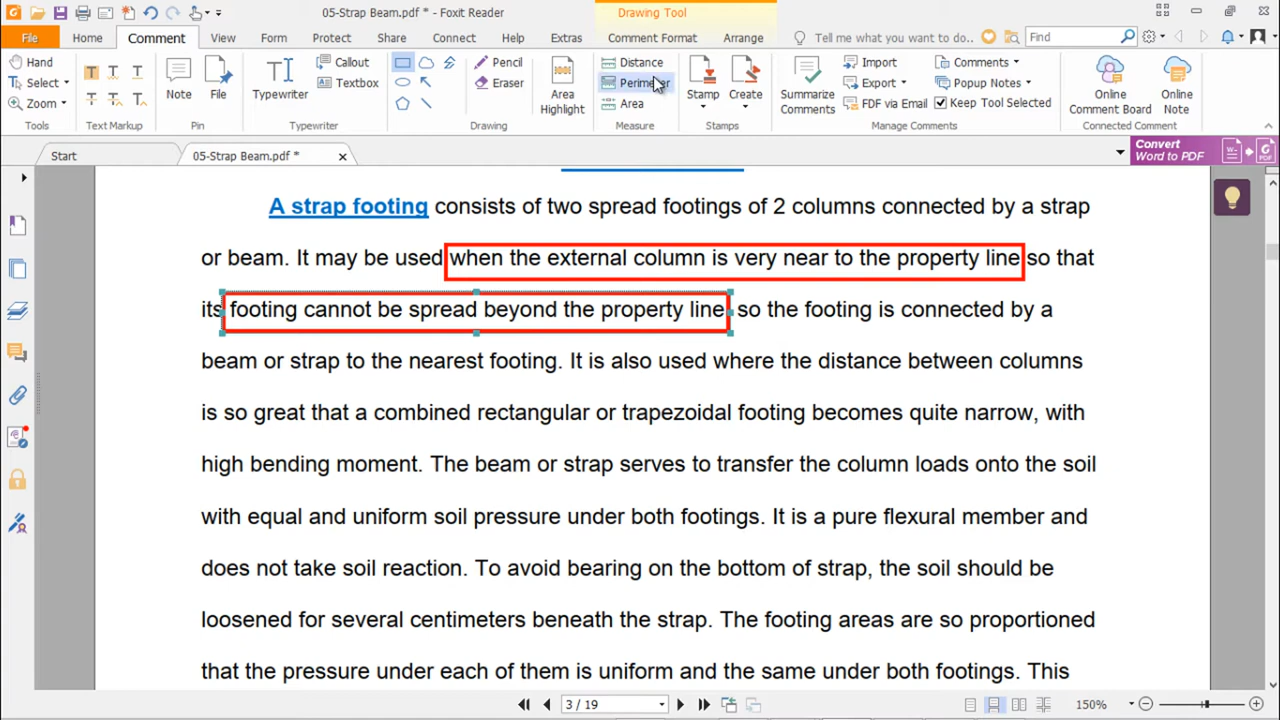 05-Strap Beam.pdf * - Foxit Reader
Drawing Tool
File Home Comment View Form Protect Share Connect Help Extras Comment Format Arrange Tell me what you want to do.. Find
Hand
Select
Zoom
Tools
Text Markup
Note
File
Pin
Typewriter
Callout
Textbox
Typewriter
Pencil
Eraser
Drawing
Area
Highlight
Distance
Perimeter
Area
Measure
Stamp
Create
Stamps
Summarize
Comments
Import
Export
FDF via Email
Comments
Popup Notes
Keep Tool Selected
Manage Comments
Online
Comment Board
Online
Note
Connected Comment
Start
05-Strap Beam.pdf *
Convert
Word to PDF
A strap footing consists of two spread footings of 2 columns connected by a strap
or beam. It may be used when the external column is very near to the property line so that
its footing cannot be spread beyond the property line, so the footing is connected by a
beam or strap to the nearest footing. It is also used where the distance between columns
is so great that a combined rectangular or trapezoidal footing becomes quite narrow, with
high bending moment. The beam or strap serves to transfer the column loads onto the soil
with equal and uniform soil pressure under both footings. It is a pure flexural member and
does not take soil reaction. To avoid bearing on the bottom of strap, the soil should be
loosened for several centimeters beneath the strap. The footing areas are so proportioned
that the pressure under each of them is uniform and the same under both footings. This
3 / 19
150%